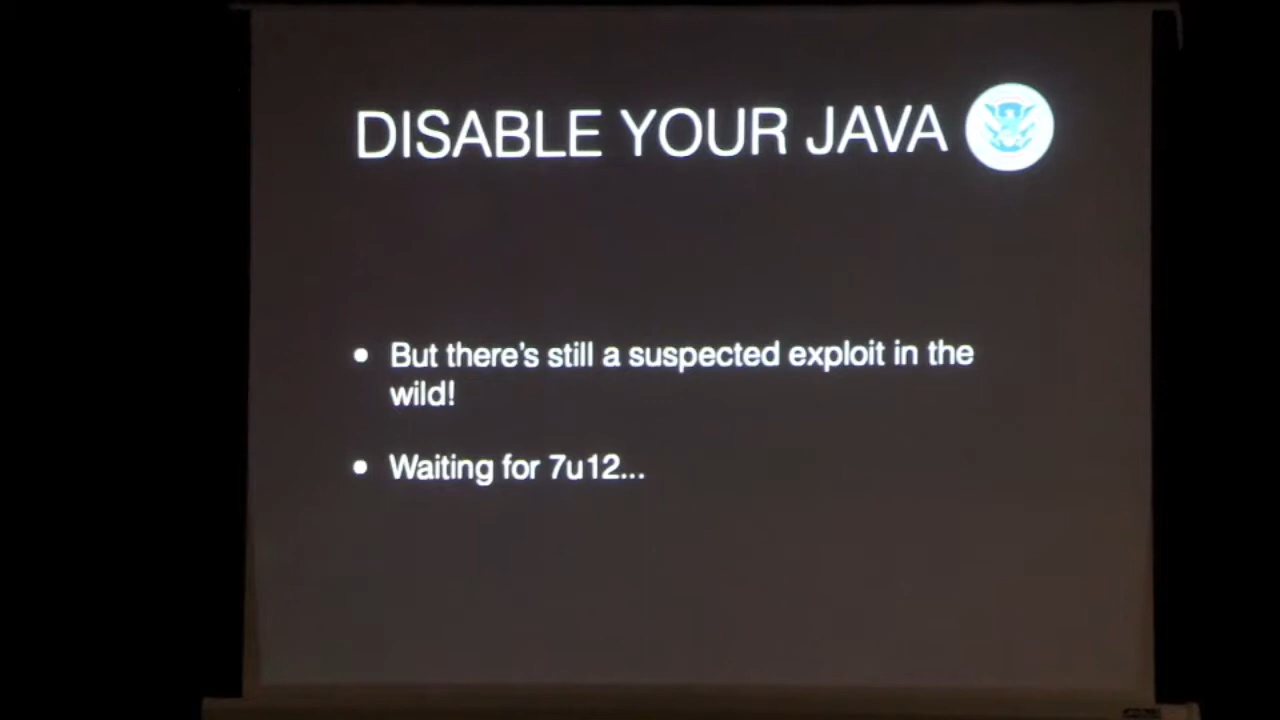 DISABLE YOUR JAVA
• But there's still a suspected exploit in the
wild!
• Waiting for 7u12...